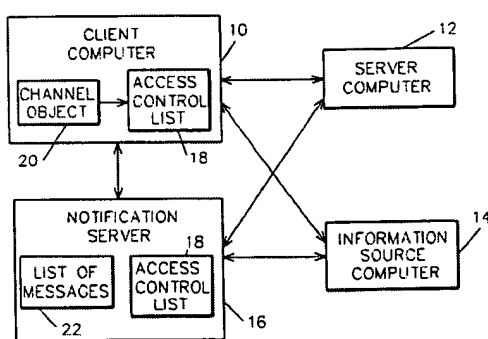 CLIENT
COMPUTER
10
12
CHANNEL
OBJECT
ACCESS
CONTROL
LIST
20
18
SERVER
COMPUTER
NOTIFICATION
SERVER
18
14
LIST OF
MESSAGES
ACCESS
CONTROL
LIST
22
16
INFORMATION
SOURCE
COMPUTER